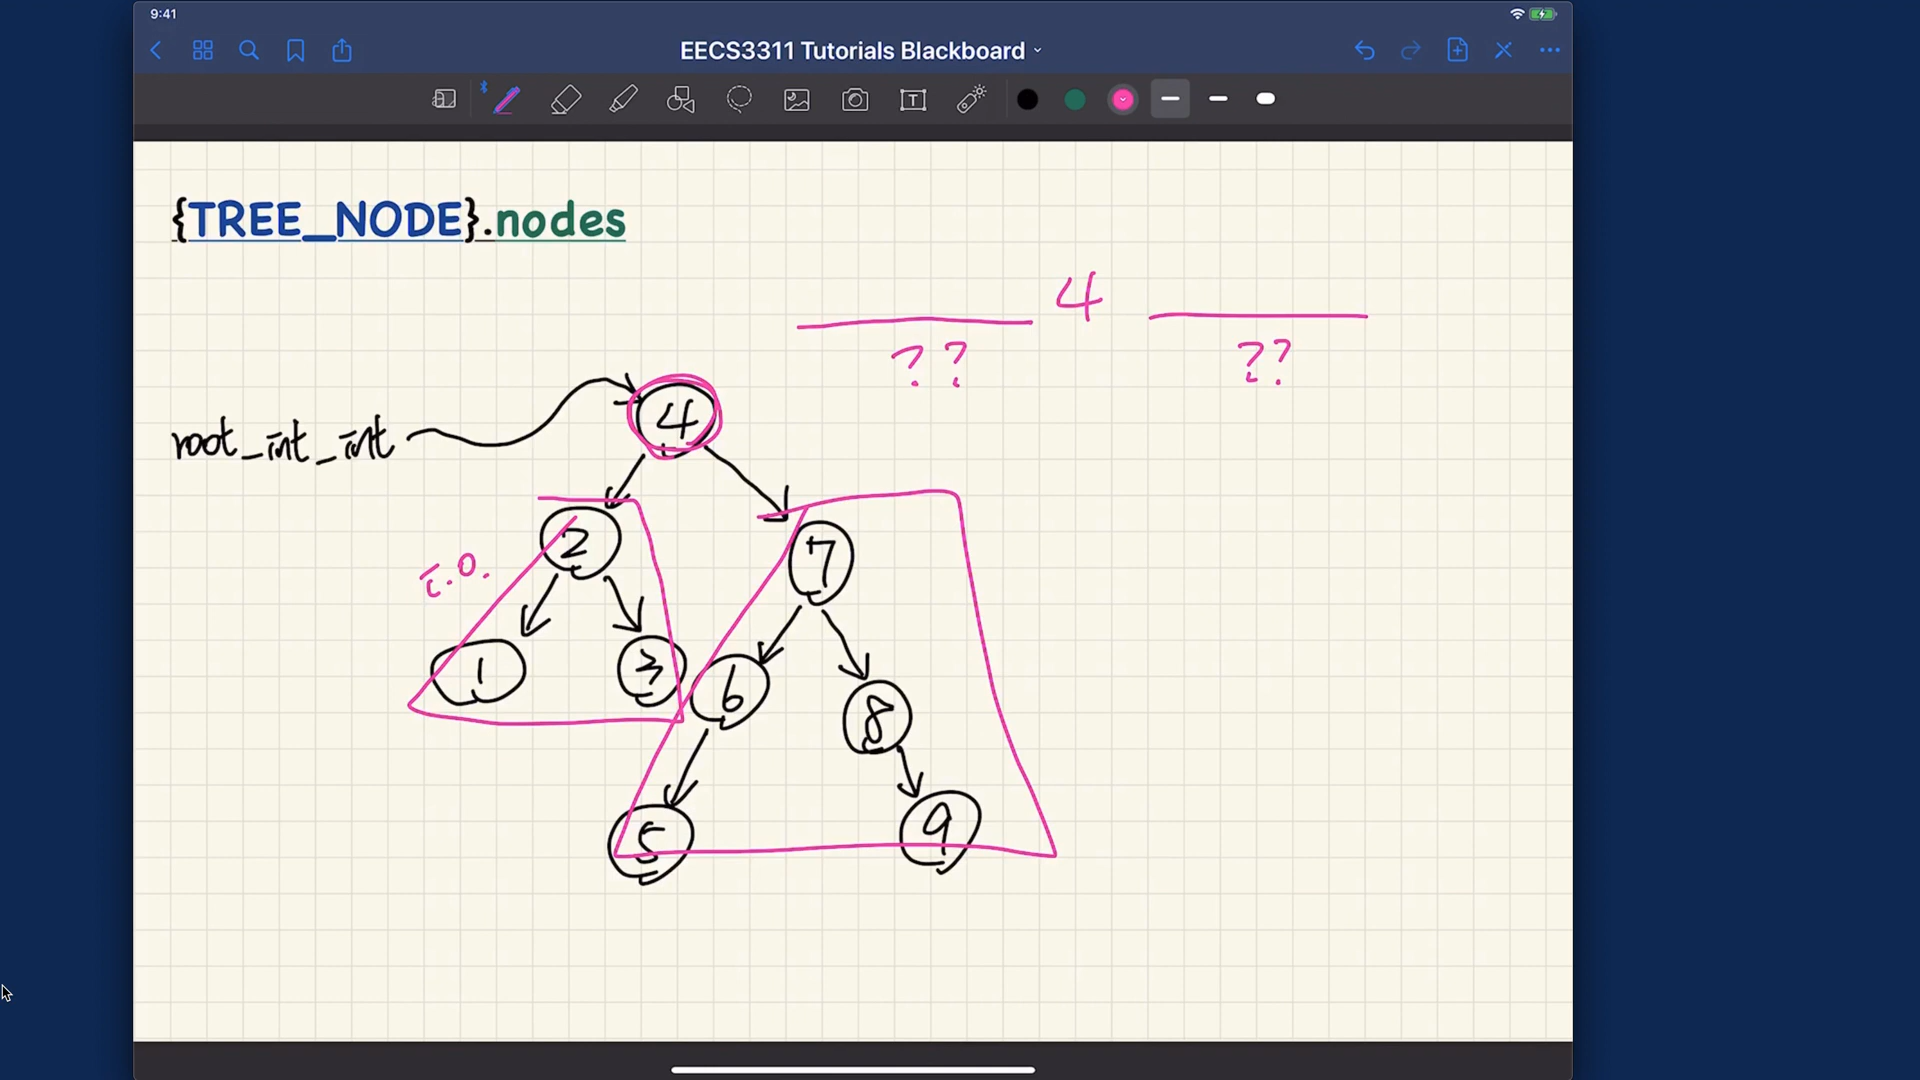 9:41
EECS3311 Tutorials Blackboard
T
{TREE_NODE}.nodes
4
?? ??
4
root_int_int
2
7
I.O.
1
3
6
8
5
9